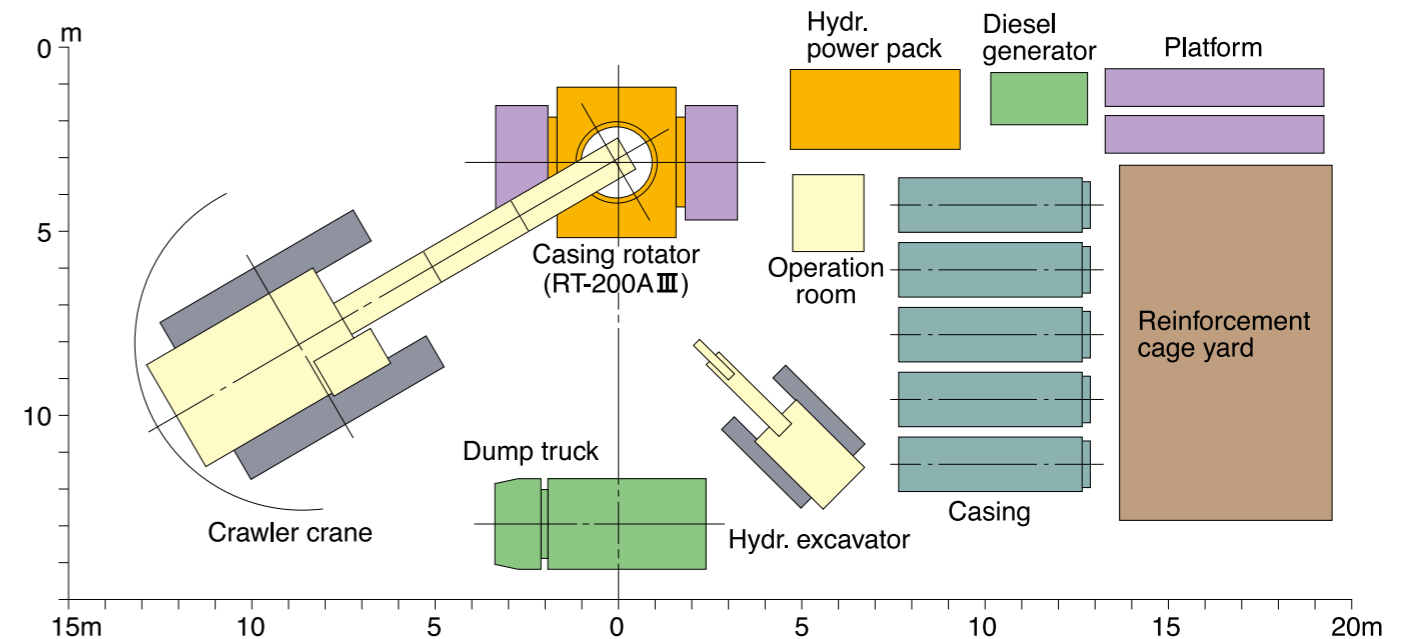 m
0
5
10
Hydr.
power pack
Diesel
generator
Platform
Casing rotator
(RT-200AⅢ)
Operation
room
Reinforcement
cage yard
Dump truck
Crawler crane
Hydr. excavator
Casing
15m 10 5 0 5 10 15 20m